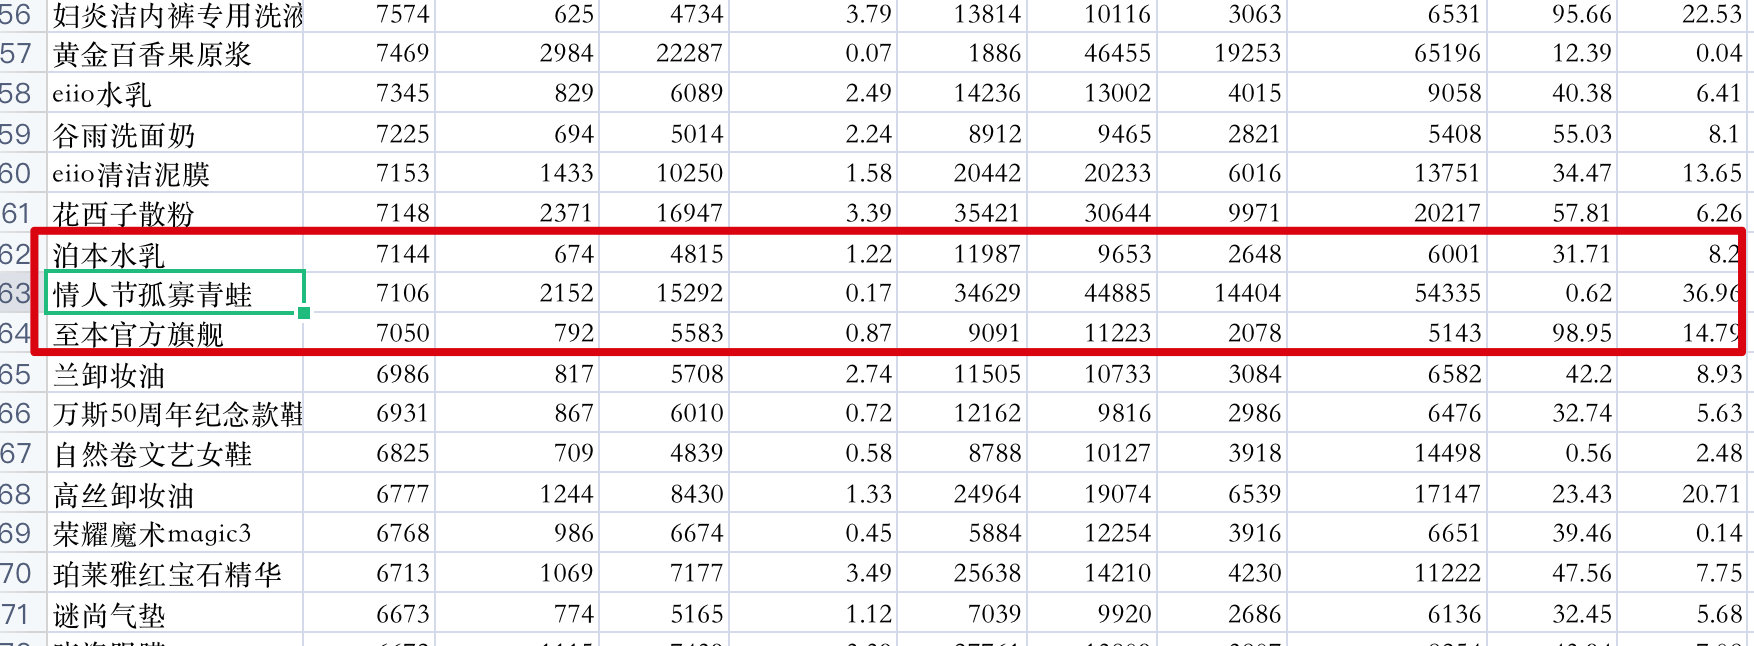 56 妇炎洁内裤专用洗液 7574 625 4734 3.79 13814 10116 3063 6531 95.66 22.53
57 黄金百香果原浆 7469 2984 22287 0.07 1886 46455 19253 65196 12.39 0.04
58 eiio水乳 7345 829 6089 2.49 14236 13002 4015 9058 40.38 6.41
59 谷雨洗面奶 7225 694 5014 2.24 8912 9465 2821 5408 55.03 8.1
60 eiio清洁泥膜 7153 1433 10250 1.58 20442 20233 6016 13751 34.47 13.65
61 花西子散粉 7148 2371 16947 3.39 35421 30644 9971 20217 57.81 6.26
62 泊本水乳 7144 674 4815 1.22 11987 9653 2648 6001 31.71 8.2
63 情人节孤寡青蛙 7106 2152 15292 0.17 34629 44885 14404 54335 0.62 36.96
64 至本官方旗舰 7050 792 5583 0.87 9091 11223 2078 5143 98.95 14.79
65 兰卸妆油 6986 817 5708 2.74 11505 10733 3084 6582 42.2 8.93
66 万斯50周年纪念款鞋 6931 867 6010 0.72 12162 9816 2986 6476 32.74 5.63
67 自然卷文艺女鞋 6825 709 4839 0.58 8788 10127 3918 14498 0.56 2.48
68 高丝卸妆油 6777 1244 8430 1.33 24964 19074 6539 17147 23.43 20.71
69 荣耀魔术magic3 6768 986 6674 0.45 5884 12254 3916 6651 39.46 0.14
70 珀莱雅红宝石精华 6713 1069 7177 3.49 25638 14210 4230 11222 47.56 7.75
71 谜尚气垫 6673 774 5165 1.12 7039 9920 2686 6136 32.45 5.68